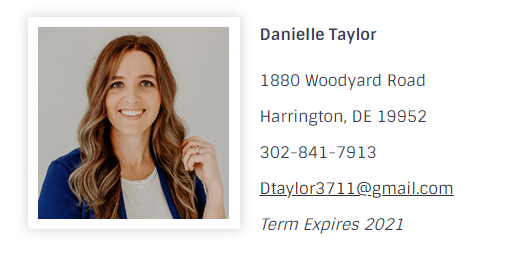 Danielle Taylor
1880 Woodyard Road
Harrington, DE 19952
302-841-7913
Dtaylor3711@gmail.com
Term Expires 2021